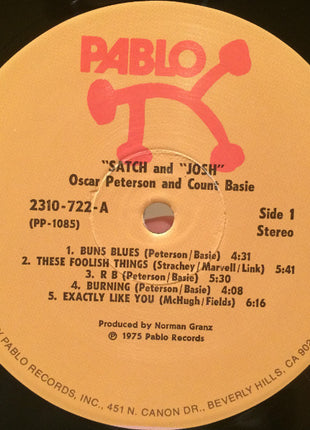 PABLO
"SATCH and "JOSH"
Oscar Peterson and Count Basie
2310-722-A
Side 1
(PP-1085)
Stereo
1. BUNS BLUES (Peterson/Basie) 4:31
2. THESE FOOLISH THINGS (Strachey/Marvell/Link) 5:41
3. R B (Peterson/Basie) 5:30
4. BURNING (Peterson/Basie) 4:08
5. EXACTLY LIKE YOU (McHugh/Fields) 6:16
Produced by Norman Granz
Ⓟ 1975 Pablo Records
PABLO RECORDS, INC., 451 N. CANON DR., BEVERLY HILLS, CA